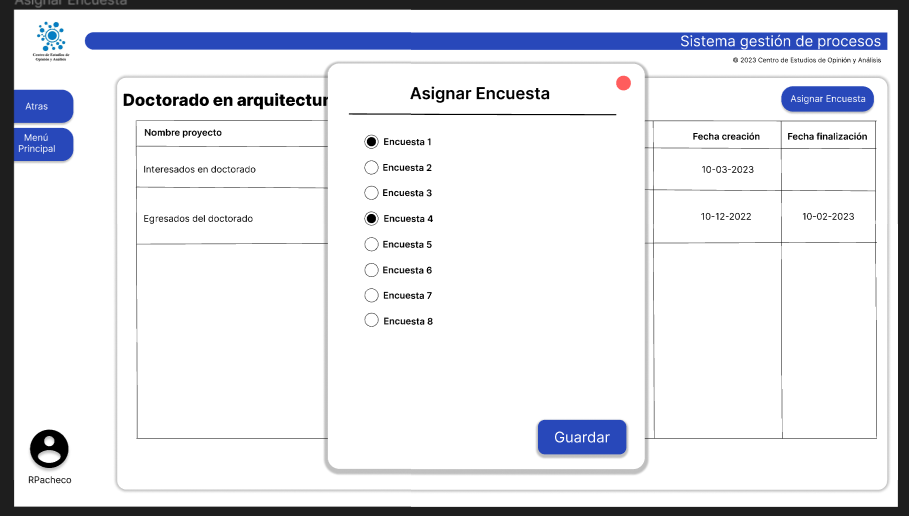 Asignar Encuesta
Centro de Estudios de
Opinión y Análisis
Sistema gestión de procesos
© 2023 Centro de Estudios de Opinión y Análisis
Atras
Menú
Principal
Doctorado en arquitectur
Asignar Encuesta
Nombre proyecto
Fecha creación
Fecha finalización
Interesados en doctorado
10-03-2023
Egresados del doctorado
10-12-2022
10-02-2023
Asignar Encuesta
Encuesta 1
Encuesta 2
Encuesta 3
Encuesta 4
Encuesta 5
Encuesta 6
Encuesta 7
Encuesta 8
Guardar
RPacheco